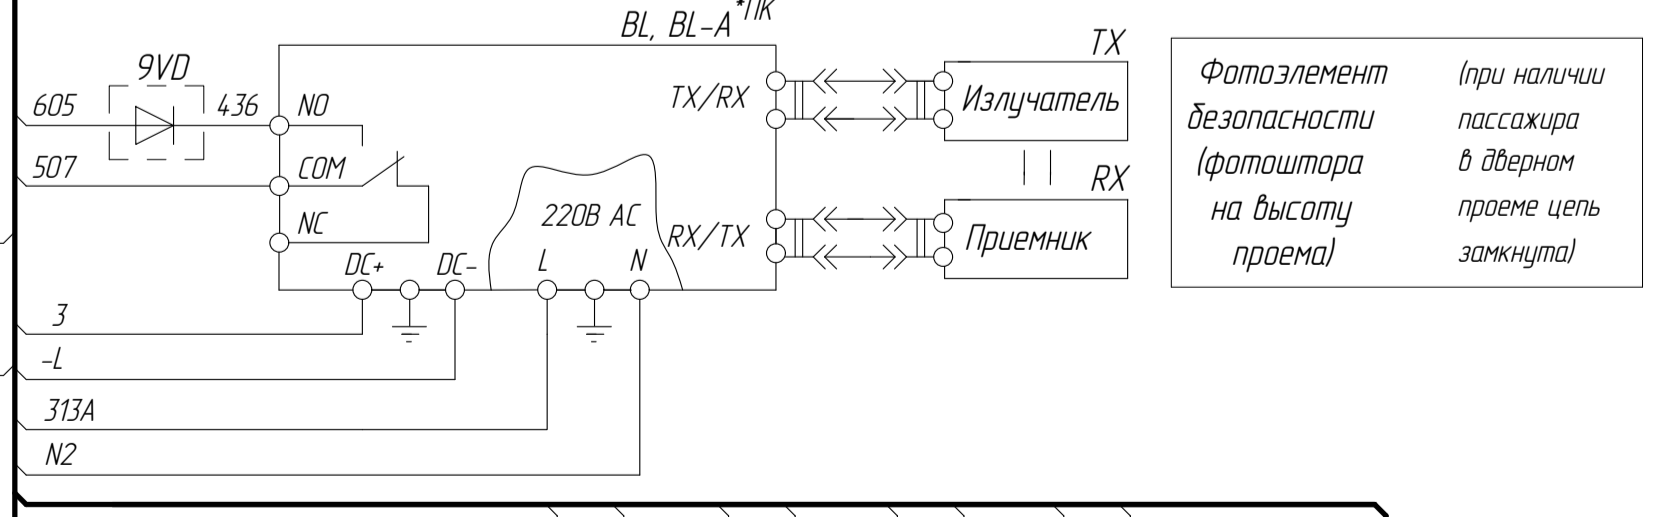 BL, BL-A*ПК
9VD
605
436
NO
507
COM
NC
TX/RX
220В AC
RX/TX
DC+
DC-
L
N
3
-L
313A
N2
TX
Излучатель
RX
Приемник
Фотоэлемент
безопасности
(фотоштора
на высоту
проема)
(при наличии
пассажира
в дверном
проеме цепь
замкнута)